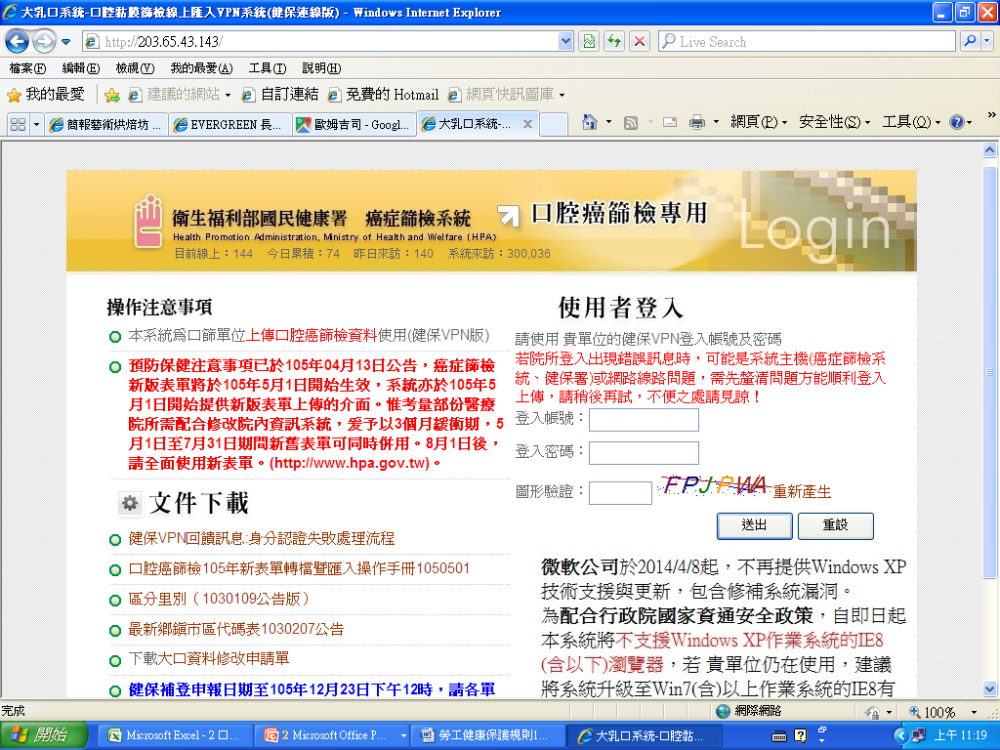 大乳口系統-口腔黏膜篩檢線上匯入VPN系統(健保連線版) - Windows Internet Explorer
http://203.65.43.143/
Live Search
檔案(F) 編輯(E) 檢視(V) 我的最愛(A) 工具(T) 說明(H)
我的最愛 建議的網站 自訂連結 免費的 Hotmail 網頁快訊圖庫
簡報藝術烘焙坊 ... EVERGREEN 長... 歐姆吉司 - Googl... 大乳口系統-... 網頁(P) 安全性(S) 工具(O)
衛生福利部國民健康署 癌症篩檢系統 口腔癌篩檢專用
Login
Health Promotion Administration, Ministry of Health and Welfare (HPA)
目前線上：144 今日累積：74 昨日來訪：140 系統來訪：300,036
操作注意事項
本系統爲口篩單位上傳口腔癌篩檢資料使用(健保VPN版)
預防保健注意事項已於105年04月13日公告，癌症篩檢
新版表單將於105年5月1日開始生效，系統亦於105年5
月1日開始提供新版表單上傳的介面。惟考量部份醫療
院所需配合修改院內資訊系統，爰予以3個月緩衝期，5
月1日至7月31日期間新舊表單可同時併用。8月1日後，
請全面使用新表單。(http://www.hpa.gov.tw)。
文件下載
健保VPN回饋訊息:身分認證失敗處理流程
口腔癌篩檢105年新表單轉檔暨匯入操作手冊1050501
區分里別（1030109公告版）
最新鄉鎮市區代碼表1030207公告
下載大口資料修改申請單
健保補登申報日期至105年12月23日下午12時，請各單
使用者登入
請使用 貴單位的健保VPN登入帳號及密碼
若院所登入出現錯誤訊息時，可能是系統主機(癌症篩檢系
統、健保署)或網路線路問題，需先釐清問題方能順利登入
上傳，請稍後再試，不便之處請見諒！
登入帳號：
登入密碼：
圖形驗證： FPJPWA 重新產生
送出 重設
微軟公司於2014/4/8起，不再提供Windows XP
技術支援與更新，包含修補系統漏洞。
為配合行政院國家資通安全政策，自即日起
本系統將不支援Windows XP作業系統的IE8
(含以下)瀏覽器，若 貴單位仍在使用，建議
將系統升級至Win7(含)以上作業系統的IE8有
完成 網際網路 100%
開始 Microsoft Excel - 2 口... 2 Microsoft Office P... 勞工健康保護規則1... 大乳口系統-口腔黏... 上午 11:19